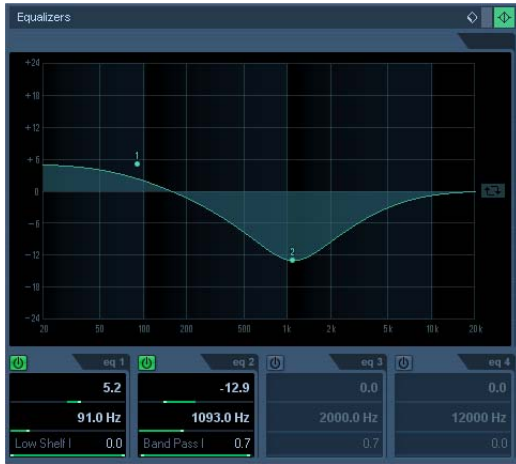 Equalizers
+24
+18
+12
+6
0
-6
-12
-18
-24
1
2
20 50 100 200 500 1k 2k 5k 10k 20k
eq 1 eq 2 eq 3 eq 4
5.2 -12.9 0.0 0.0
91.0 Hz 1093.0 Hz 2000.0 Hz 12000 Hz
Low Shelf I 0.0 Band Pass I 0.7 0.7 0.0